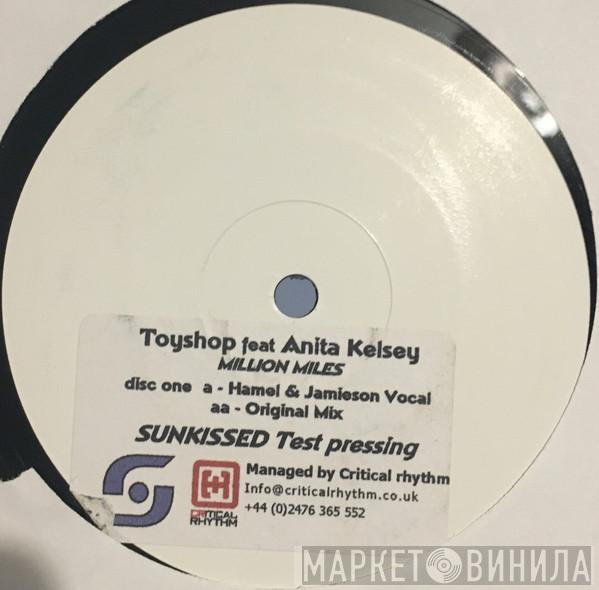 Toyshop feat Anita Kelsey
MILLION MILES
disc one a - Hamel & Jamieson Vocal
aa - Original Mix
SUNKISSED Test pressing
Managed by Critical rhythm
Info@criticalrhythm.co.uk
+44 (0)2476 365 552
CRITICAL
RHYTHM
МАРКЕТ ВИНИЛА